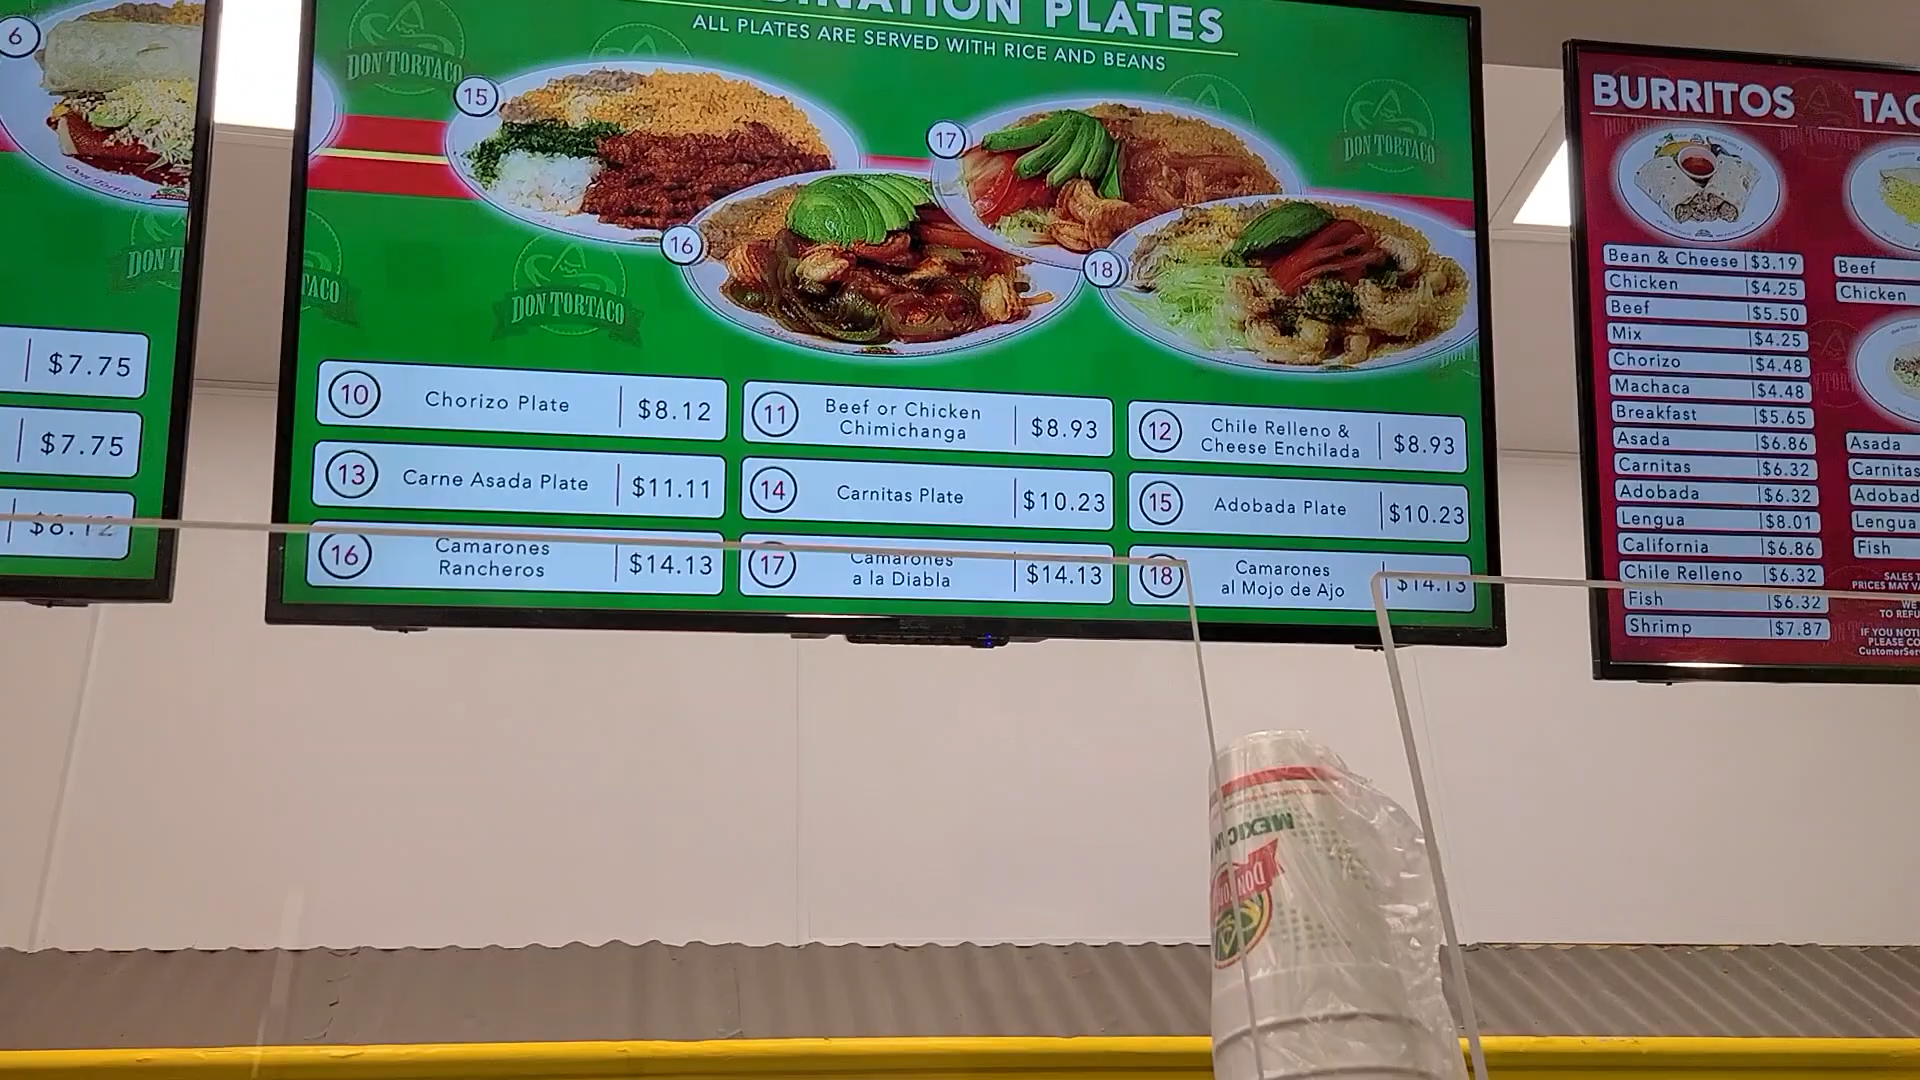 6
$7.75
$7.75
$6.12
COMBINATION PLATES
ALL PLATES ARE SERVED WITH RICE AND BEANS
DON TORTACO
DON TORTACO
DON TORTACO
15
16
17
18
10 Chorizo Plate $8.12
11 Beef or Chicken Chimichanga $8.93
12 Chile Relleno & Cheese Enchilada $8.93
13 Carne Asada Plate $11.11
14 Carnitas Plate $10.23
15 Adobada Plate $10.23
16 Camarones Rancheros $14.13
17 Camarones a la Diabla $14.13
18 Camarones al Mojo de Ajo $14.13
BURRITOS
Bean & Cheese $3.19
Chicken $4.25
Beef $5.50
Mix $4.25
Chorizo $4.48
Machaca $4.48
Breakfast $5.65
Asada $6.86
Carnitas $6.32
Adobada $6.32
Lengua $8.01
California $6.86
Chile Relleno $6.32
Fish $6.32
Shrimp $7.87
TAC
Beef
Chicken
Asada
Carnitas
Adobad
Lengua
Fish
SALES T
PRICES MAY VA
WE
TO REFU
IF YOU NOTI
PLEASE CO
CustomerSer
MEXICAN
DON TOR